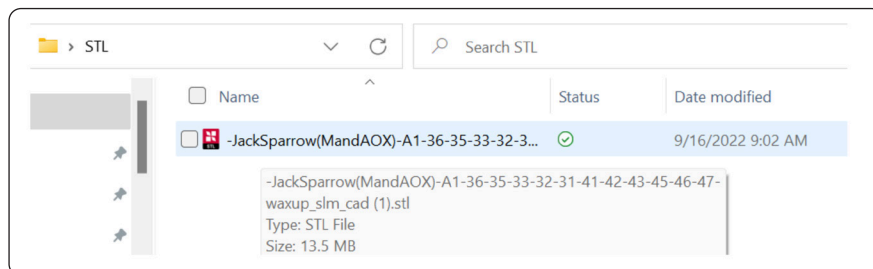 STL
Search STL
Name
Status
Date modified
STL
-JackSparrow(MandAOX)-A1-36-35-33-32-3...
9/16/2022 9:02 AM
-JackSparrow(MandAOX)-A1-36-35-33-32-31-41-42-43-45-46-47-
waxup_slm_cad (1).stl
Type: STL File
Size: 13.5 MB